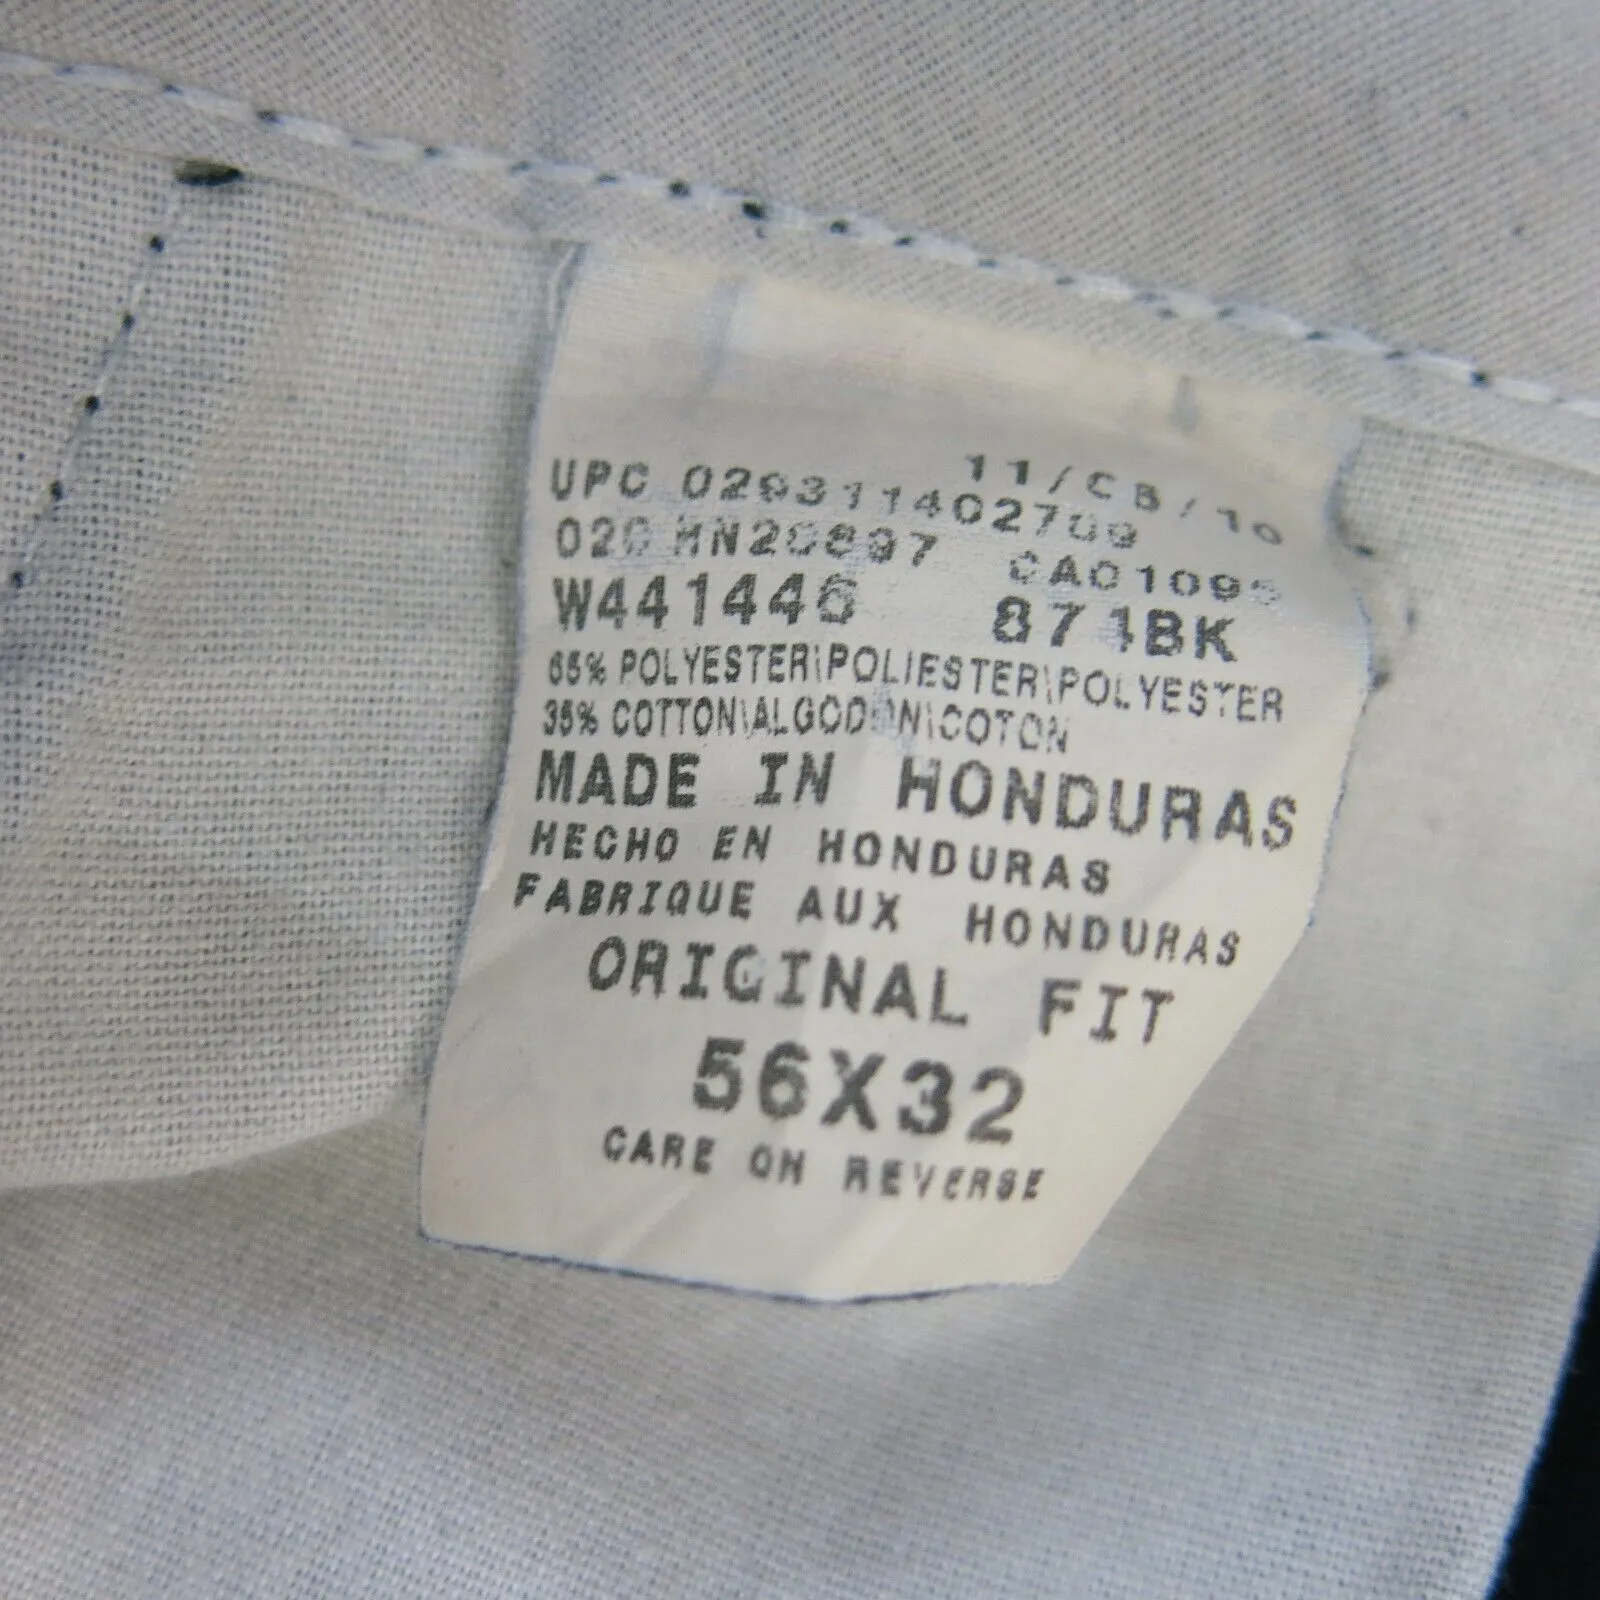 11/CB/10
UPC 029311402709
020 HN20897 CA01095
W441446 871BK
65% POLYESTER\POLIESTER\POLYESTER
35% COTTON\ALGODON\COTON
MADE IN HONDURAS
HECHO EN HONDURAS
FABRIQUE AUX HONDURAS
ORIGINAL FIT
56X32
CARE ON REVERSE